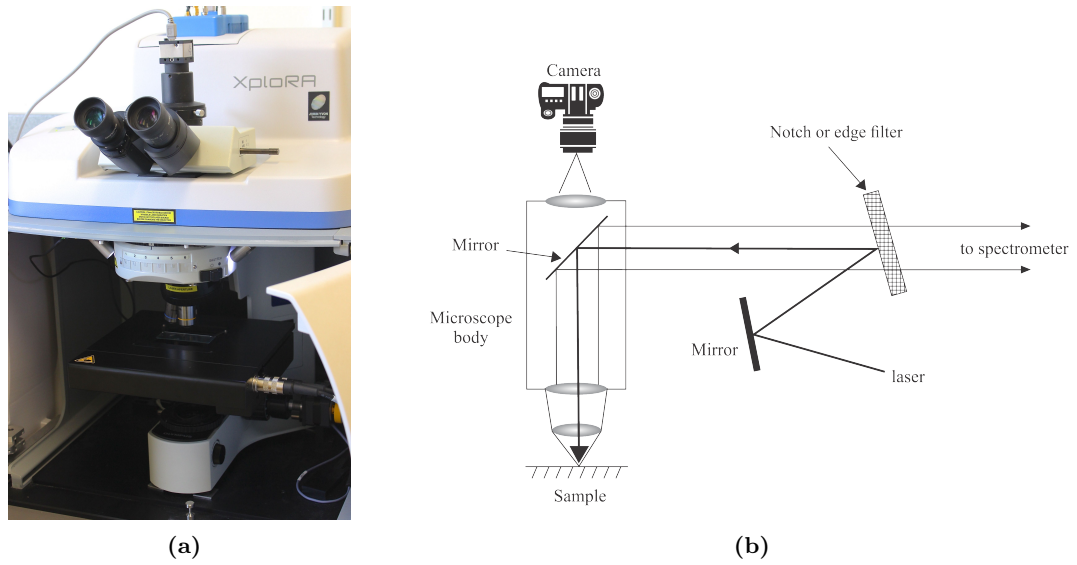 XploRA
Camera
Notch or edge filter
Mirror
to spectrometer
Microscope
body
Mirror
laser
Sample
(a)
(b)